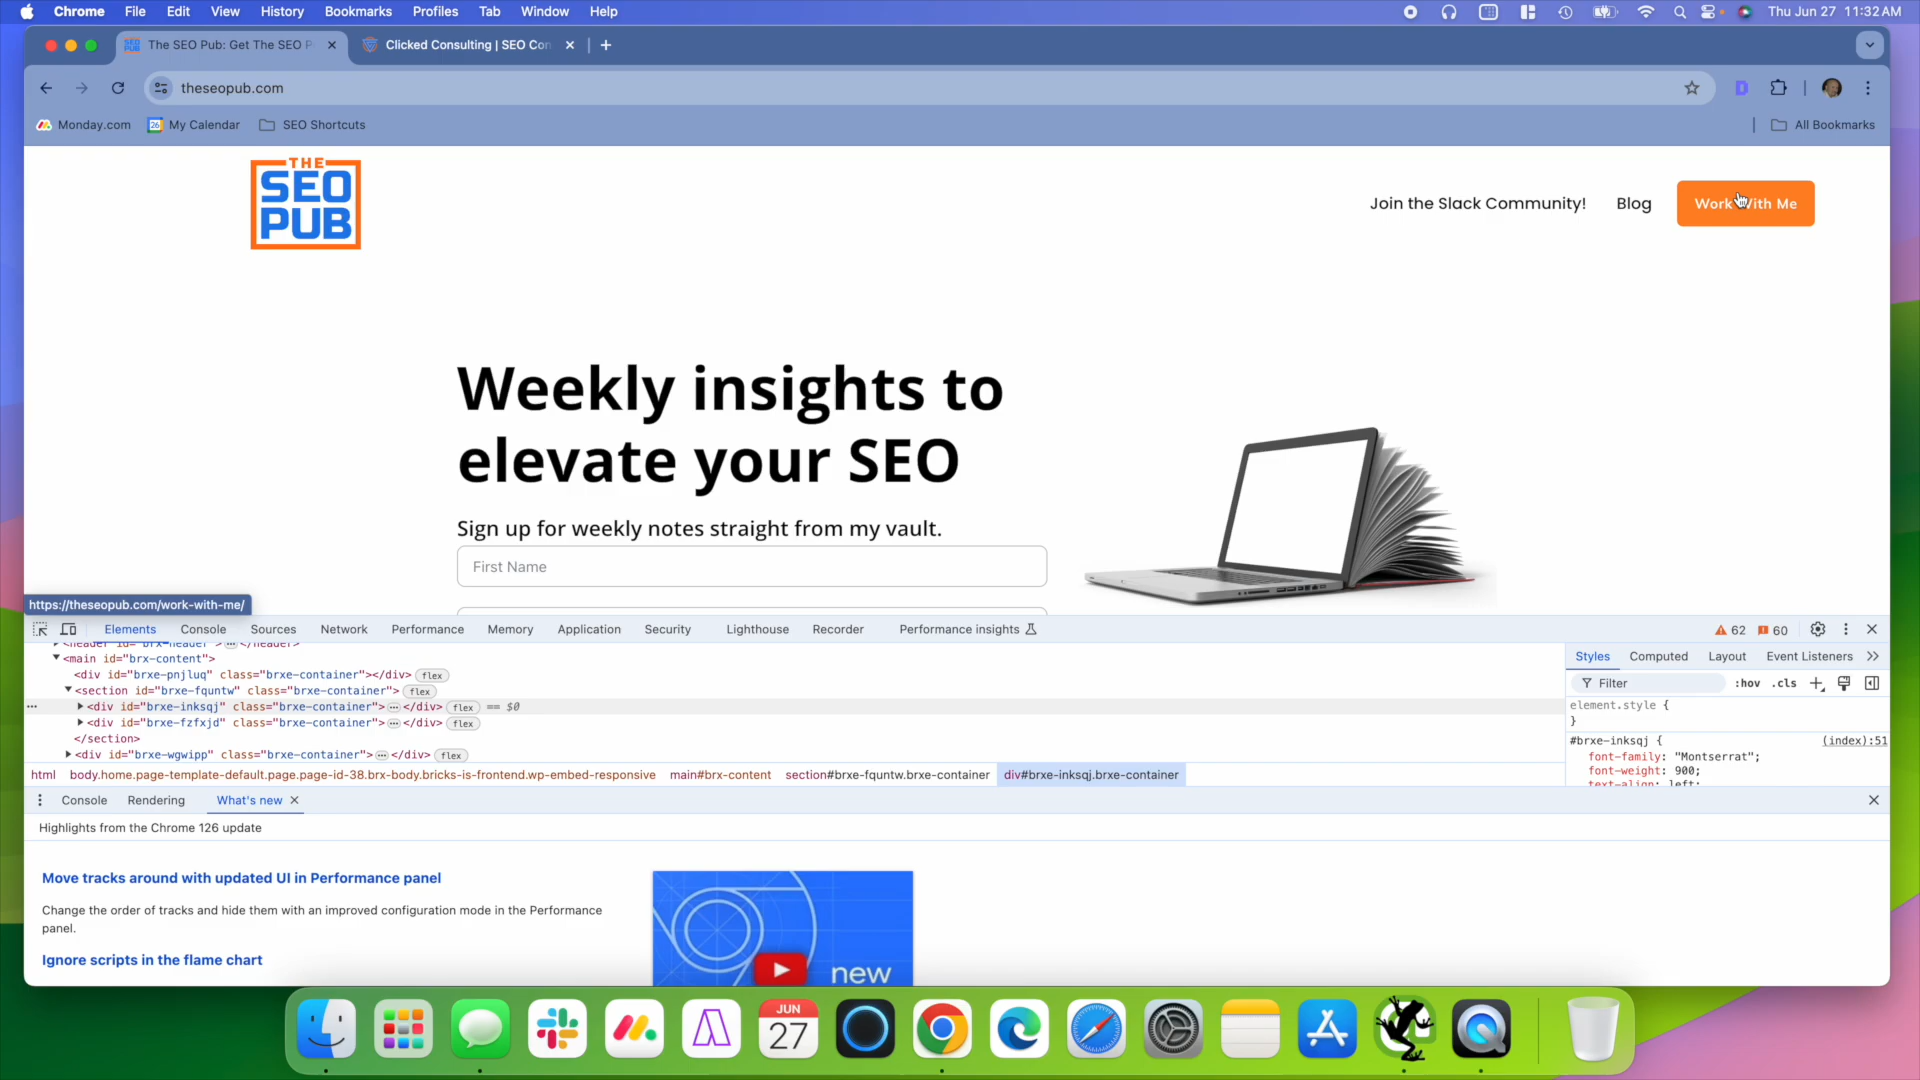 Chrome File Edit View History Bookmarks Profiles Tab Window Help Thu Jun 27 11:32 AM
The SEO Pub: Get The SEO P Clicked Consulting | SEO Con
theseopub.com
Monday.com 26 My Calendar SEO Shortcuts All Bookmarks
THE
SEO
PUB
Join the Slack Community! Blog Work With Me
Weekly insights to
elevate your SEO
Sign up for weekly notes straight from my vault.
First Name
https://theseopub.com/work-with-me/
Elements Console Sources Network Performance Memory Application Security Lighthouse Recorder Performance insights 62 60
<header id="brx-header">…</header>
<main id="brx-content">
<div id="brxe-pnjluq" class="brxe-container"></div> flex
<section id="brxe-fquntw" class="brxe-container"> flex
<div id="brxe-inksqj" class="brxe-container">…</div> flex == $0
<div id="brxe-fzfxjd" class="brxe-container">…</div> flex
</section>
<div id="brxe-wgwipp" class="brxe-container">…</div> flex
html body.home.page-template-default.page.page-id-38.brx-body.bricks-is-frontend.wp-embed-responsive main#brx-content section#brxe-fquntw.brxe-container div#brxe-inksqj.brxe-container
Styles Computed Layout Event Listeners
Filter :hov .cls
element.style {
}
#brxe-inksqj { (index):51
font-family: "Montserrat";
font-weight: 900;
text-align: left;
Console Rendering What's new
Highlights from the Chrome 126 update
Move tracks around with updated UI in Performance panel
Change the order of tracks and hide them with an improved configuration mode in the Performance
panel.
Ignore scripts in the flame chart
new
JUN
27